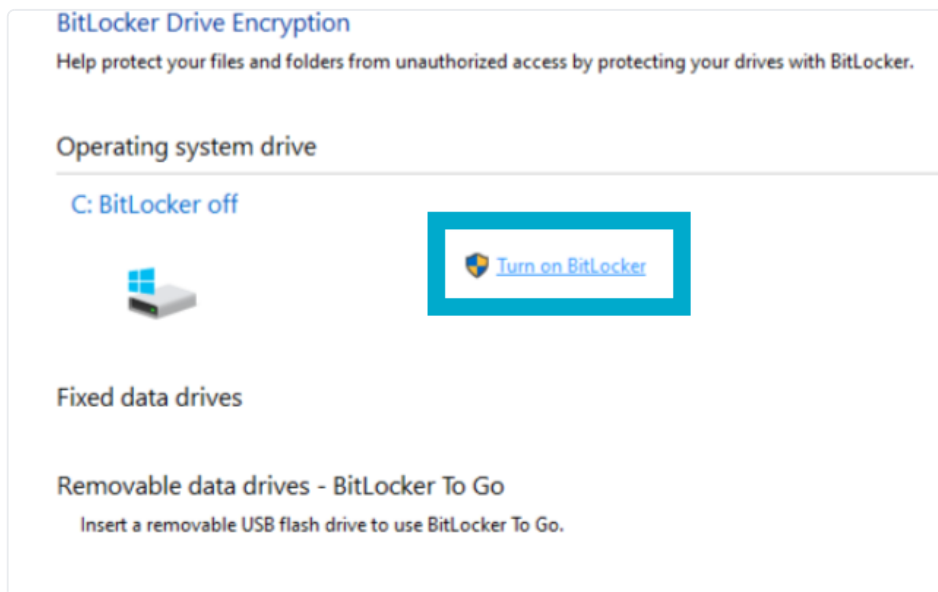 BitLocker Drive Encryption
Help protect your files and folders from unauthorized access by protecting your drives with BitLocker.
Operating system drive
C: BitLocker off
Turn on BitLocker
Fixed data drives
Removable data drives - BitLocker To Go
Insert a removable USB flash drive to use BitLocker To Go.